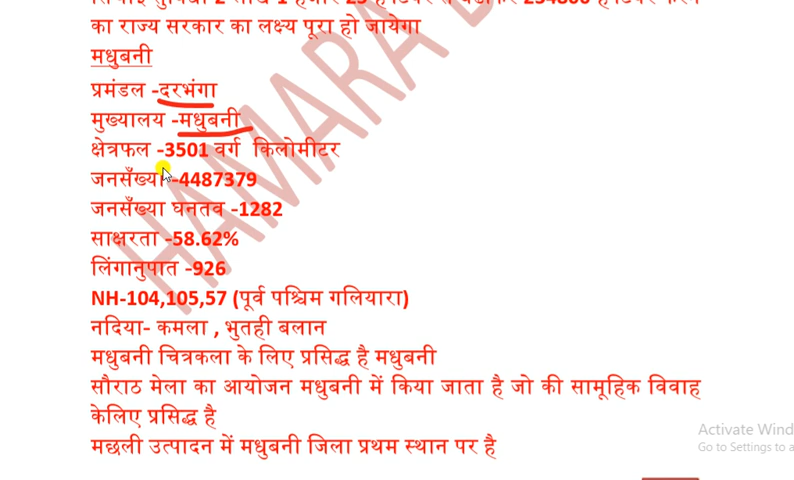 का राज्य सरकार का लक्ष्य पूरा हो जायेगा
मधुबनी
प्रमंडल -दरभंगा
मुख्यालय -मधुबनी
क्षेत्रफल -3501 वर्ग किलोमीटर
जनसँख्या -4487379
जनसँख्या घनतव -1282
साक्षरता -58.62%
लिंगानुपात -926
NH-104,105,57 (पूर्व पश्चिम गलियारा)
नदिया- कमला , भुतही बलान
मधुबनी चित्रकला के लिए प्रसिद्ध है मधुबनी
सौराठ मेला का आयोजन मधुबनी में किया जाता है जो की सामूहिक विवाह
केलिए प्रसिद्ध है
मछली उत्पादन में मधुबनी जिला प्रथम स्थान पर है
HAMARA
Activate Wind
Go to Settings to a